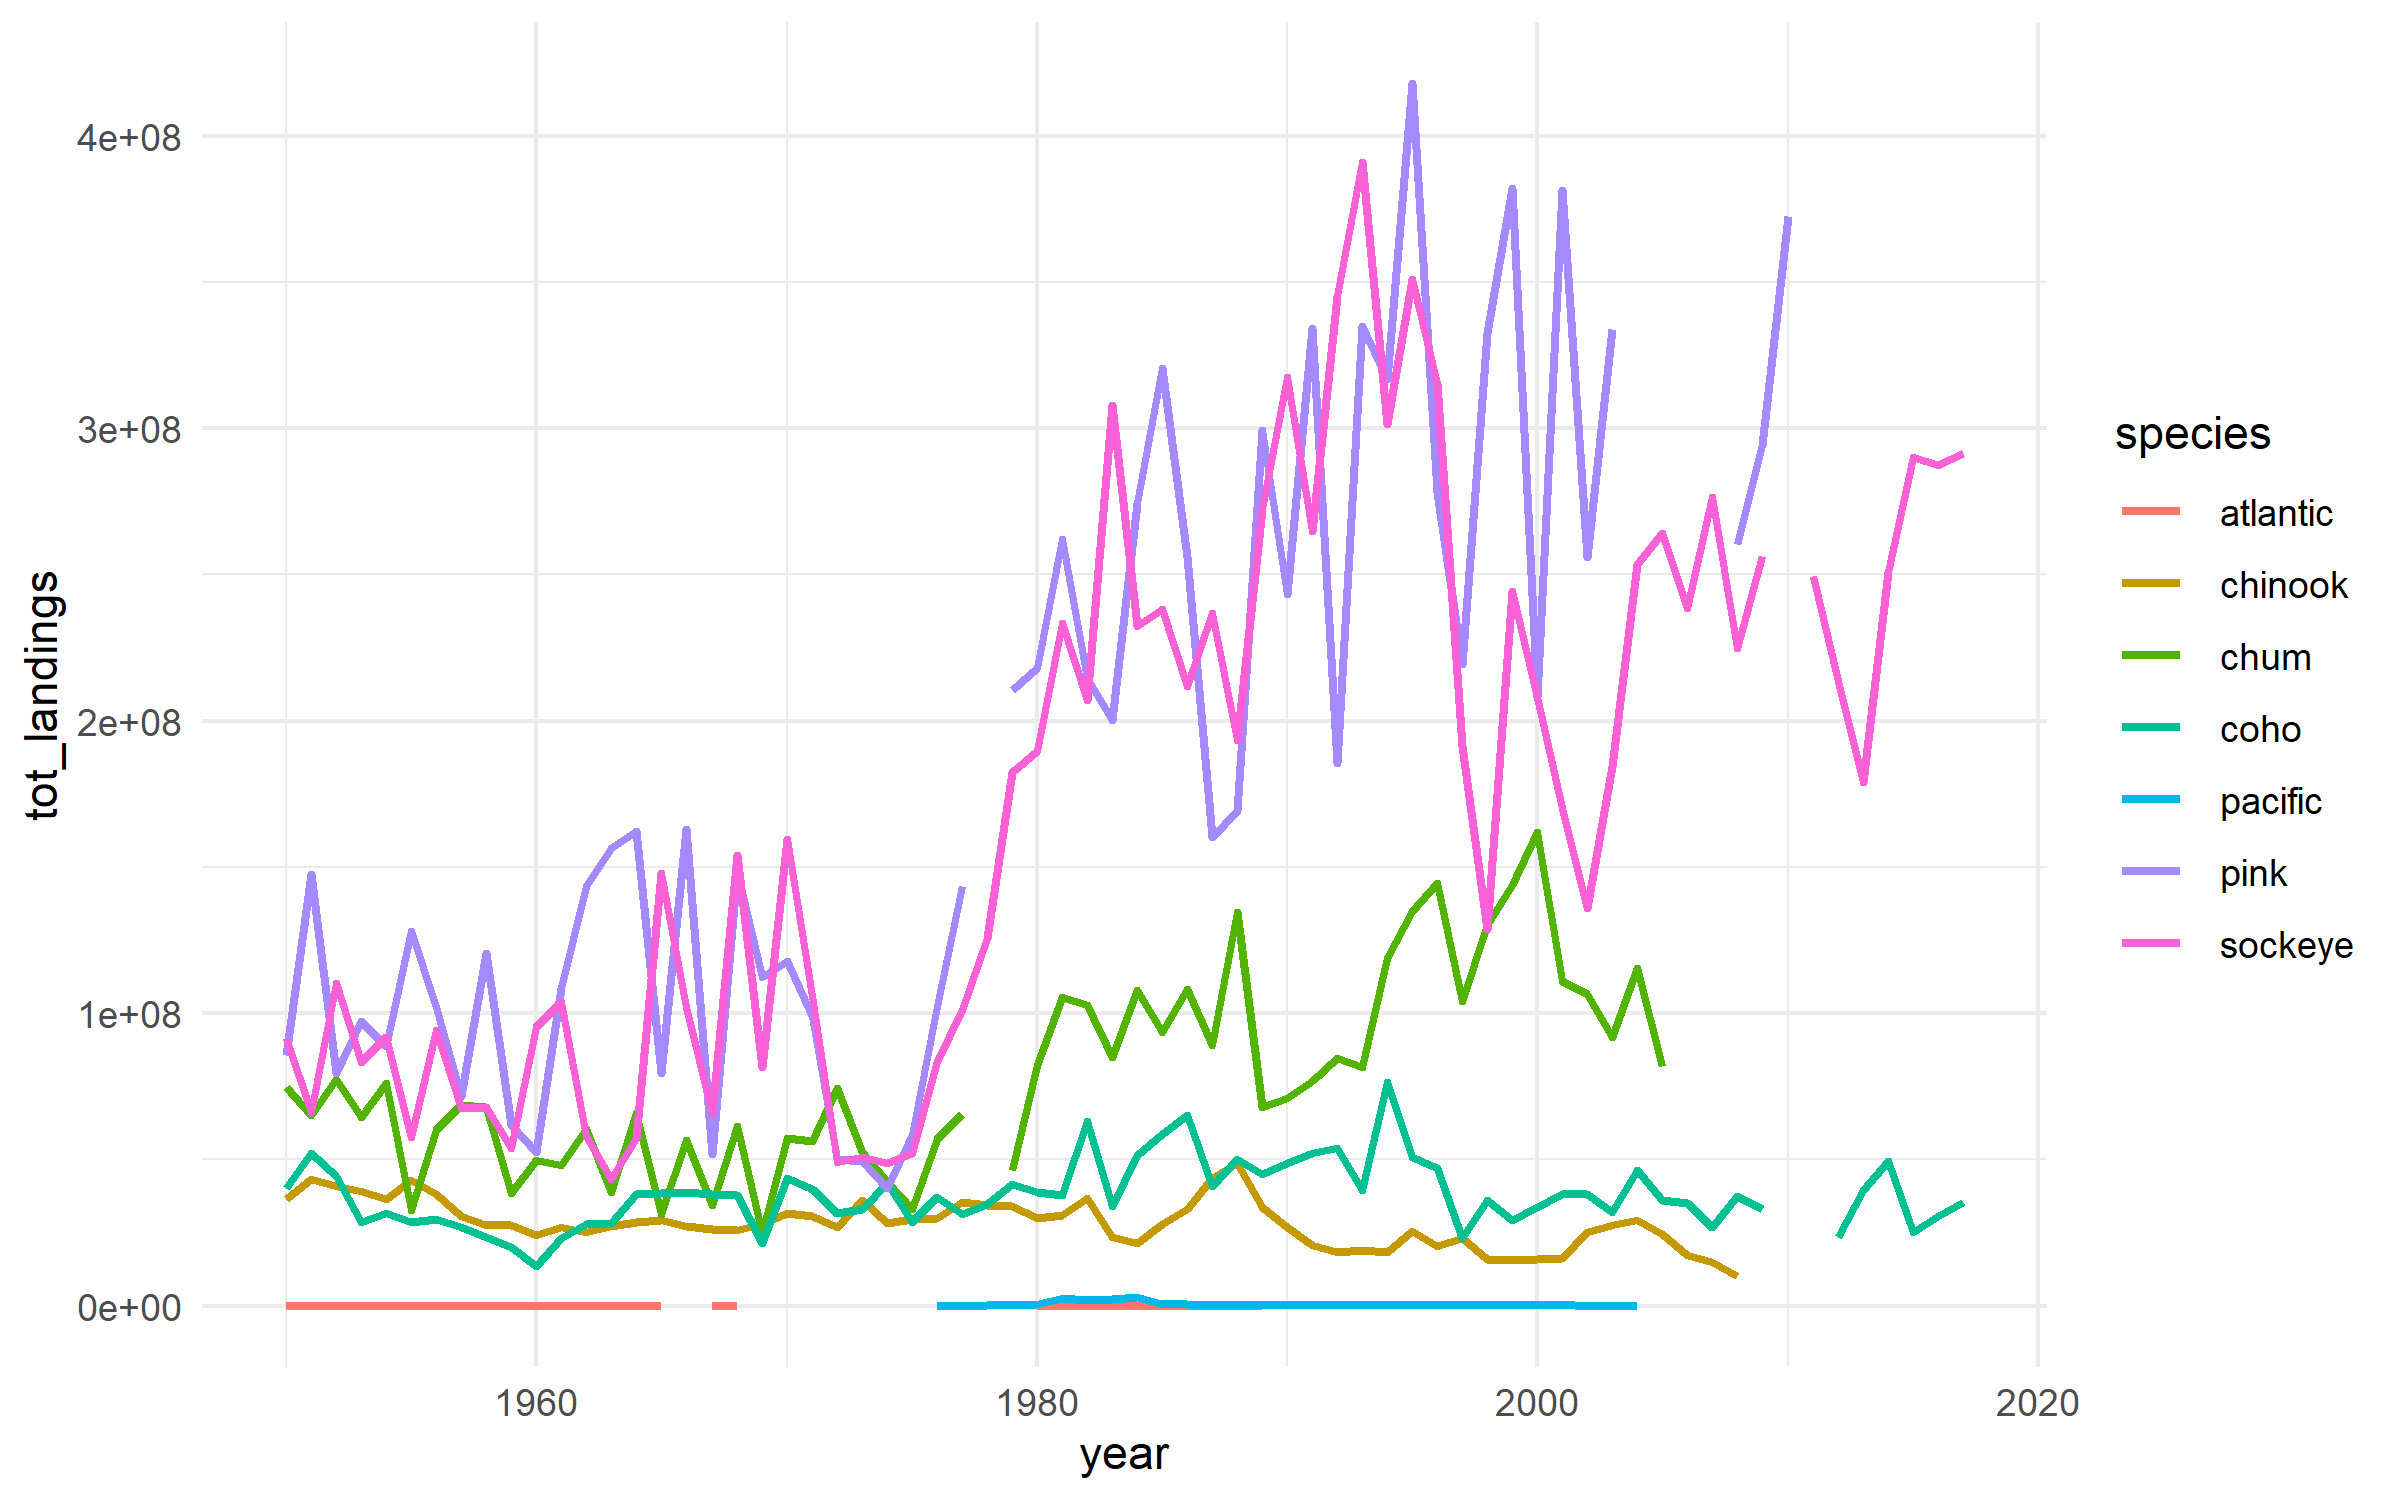 tot_landings
4e+08
3e+08
2e+08
1e+08
0e+00
1960
1980
2000
2020
year
species
atlantic
chinook
chum
coho
pacific
pink
sockeye